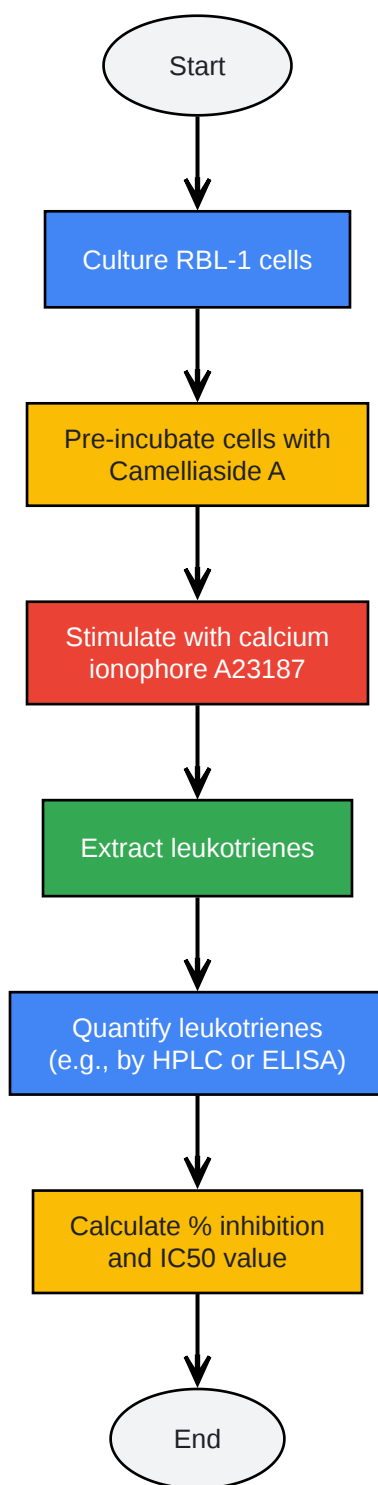 Start
Culture RBL-1 cells
Pre-incubate cells with
Camelliaside A
Stimulate with calcium
ionophore A23187
Extract leukotrienes
Quantify leukotrienes
(e.g., by HPLC or ELISA)
Calculate % inhibition
and IC50 value
End